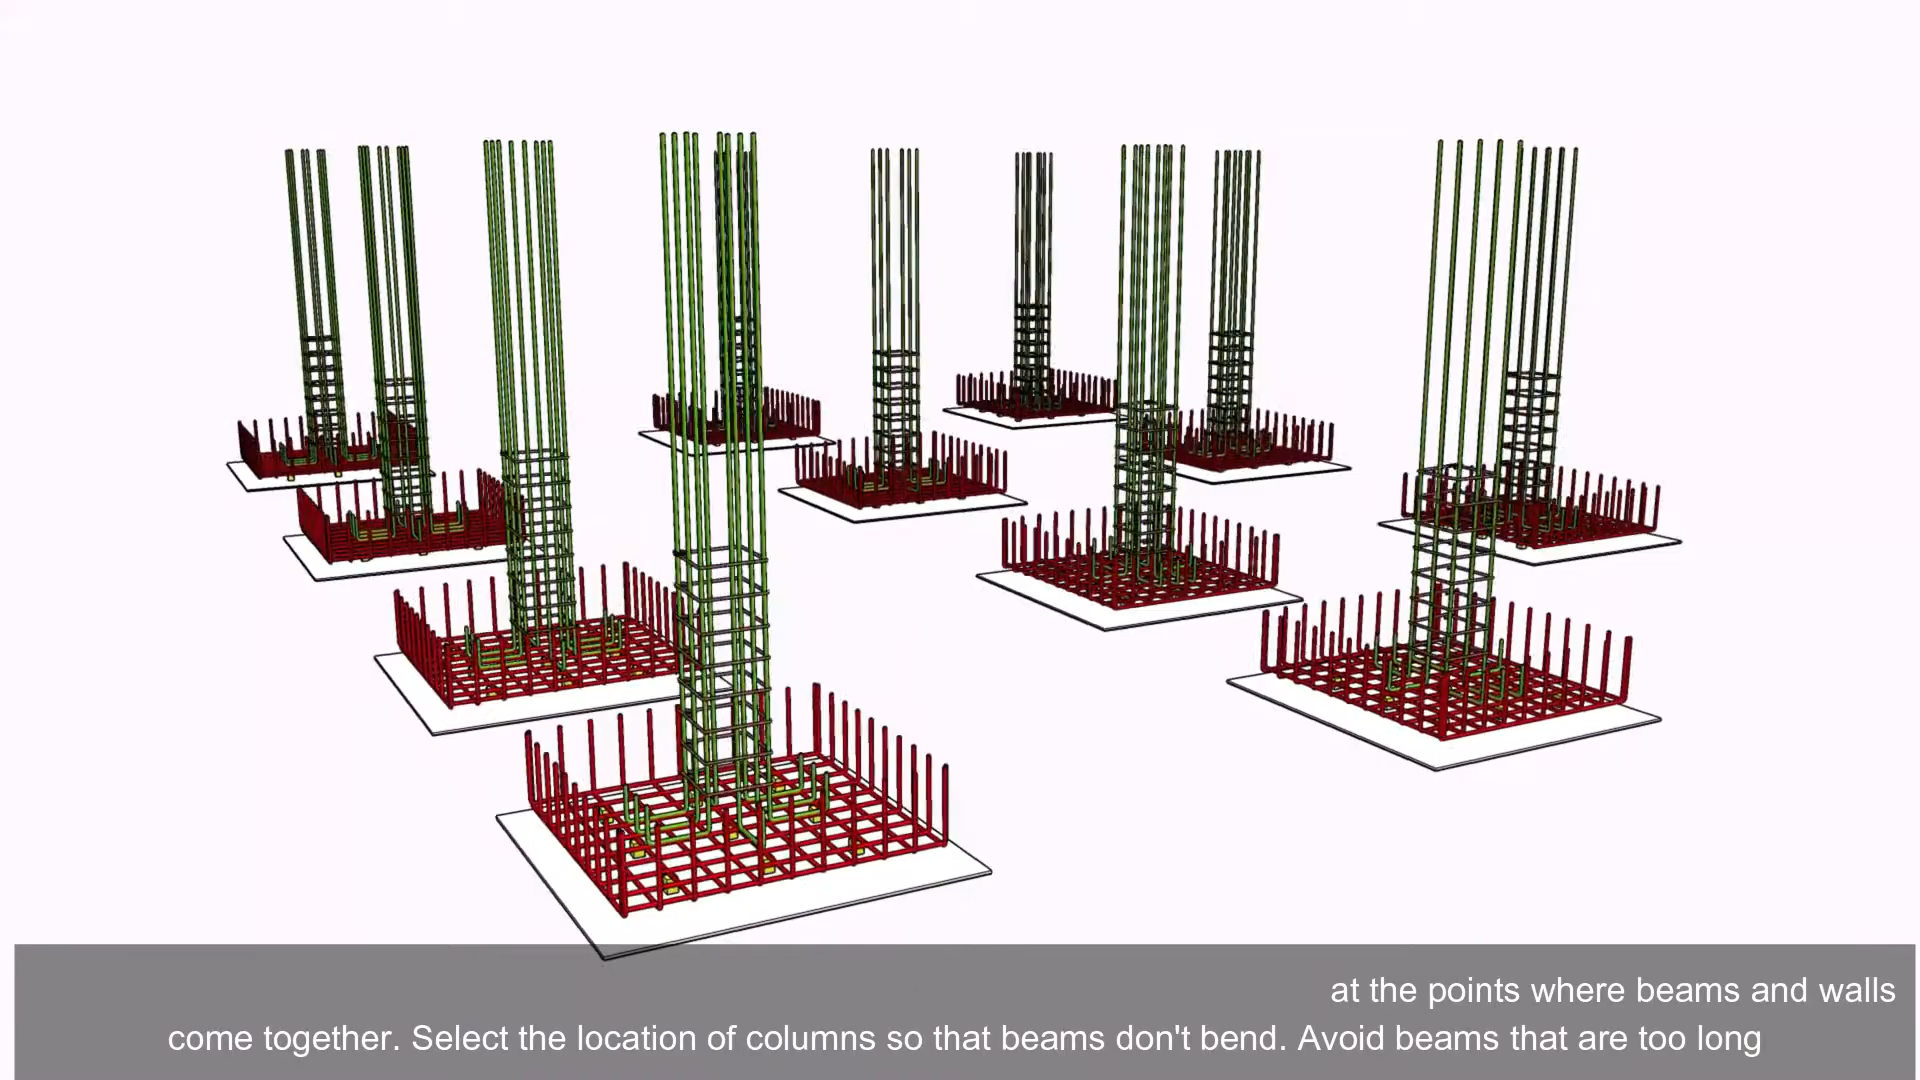 at the points where beams and walls
come together. Select the location of columns so that beams don't bend. Avoid beams that are too long